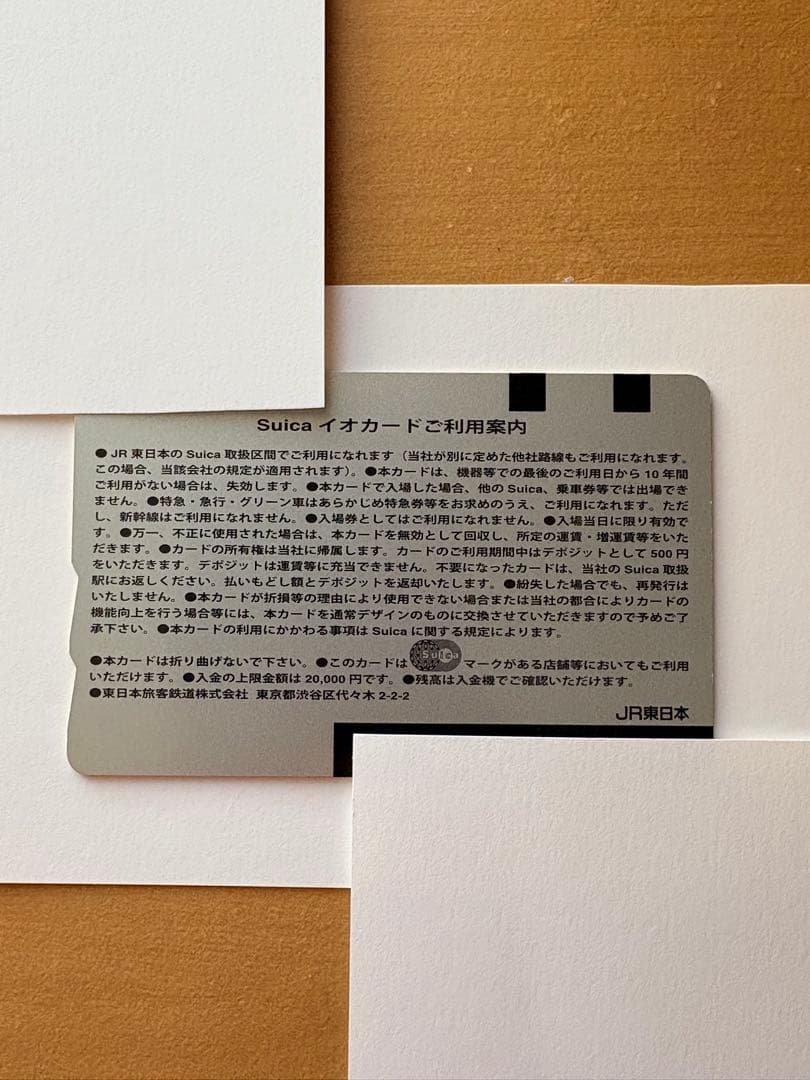 Suica イオカードご利用案内
●JR東日本のSuica取扱区間でご利用になれます（当社が別に定めた他社路線もご利用になれます。
この場合、当該会社の規定が適用されます）。●本カードは、機器等での最後のご利用日から10年間
ご利用がない場合は、失効します。●本カードで入場した場合、他のSuica、乗車券等では出場でき
ません。●特急・急行・グリーン車はあらかじめ特急券等をお求めのうえ、ご利用になれます。ただ
し、新幹線はご利用になれません。●入場券としてはご利用になれません。●入場当日に限り有効で
す。●万一、不正に使用された場合は、本カードを無効として回収し、所定の運賃・増運賃等をいた
だきます。●カードの所有権は当社に帰属します。カードのご利用期間中はデポジットとして500円
をいただきます。デポジットは運賃等に充当できません。不要になったカードは、当社のSuica取扱
駅にお返しください。払いもどし額とデポジットを返却いたします。●紛失した場合でも、再発行は
いたしません。●本カードが折損等の理由により使用できない場合または当社の都合によりカードの
機能向上を行う場合等には、本カードを通常デザインのものに交換させていただきますので予めご了
承下さい。●本カードの利用にかかわる事項はSuicaに関する規定によります。
●本カードは折り曲げないで下さい。●このカードは Suica マークがある店舗等においてもご利用
いただけます。●入金の上限金額は20,000円です。●残高は入金機でご確認いただけます。
●東日本旅客鉄道株式会社 東京都渋谷区代々木2-2-2
JR東日本